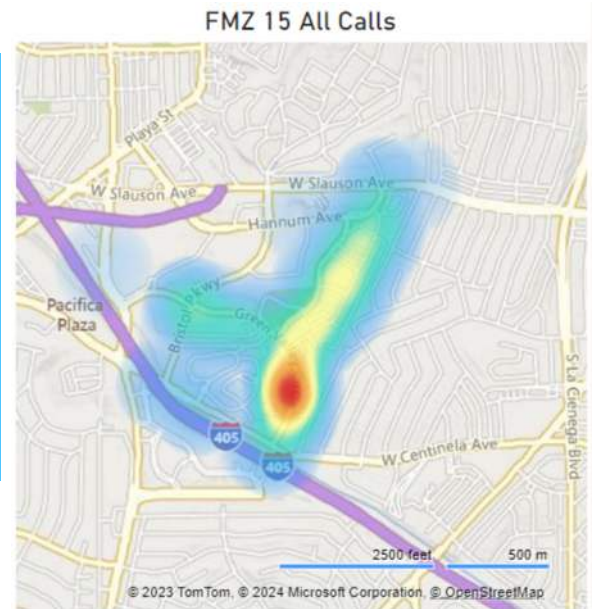 FMZ 15 All Calls
Playa St
W Slauson Ave
W Slauson Ave
Hannum Ave
Pacifica
Plaza
Bristol Pkwy
Green
405
405
W Centinela Ave
S La Cienega Blvd
2500 feet
500 m
© 2023 TomTom, © 2024 Microsoft Corporation, © OpenStreetMap